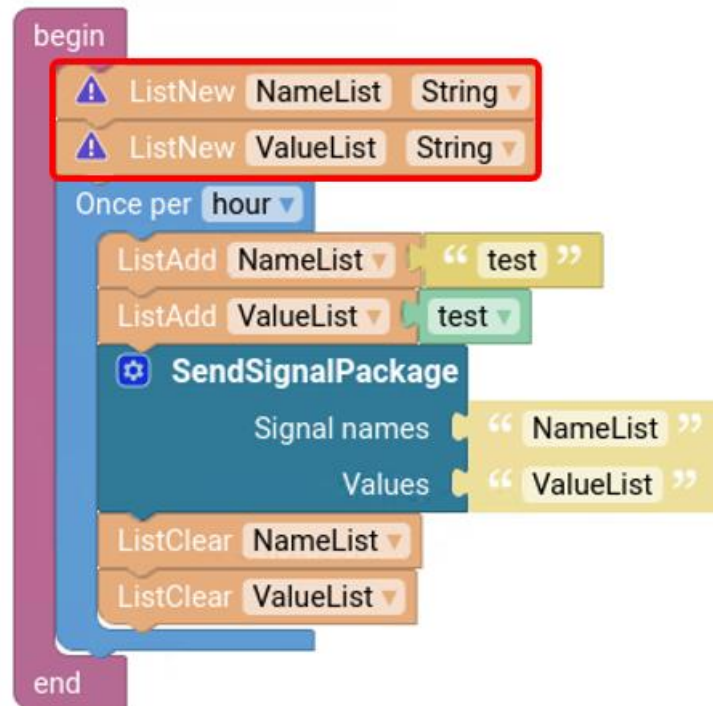 begin
ListNew NameList String
ListNew ValueList String
Once per hour
ListAdd NameList “ test ”
ListAdd ValueList test
SendSignalPackage
Signal names “ NameList ”
Values “ ValueList ”
ListClear NameList
ListClear ValueList
end